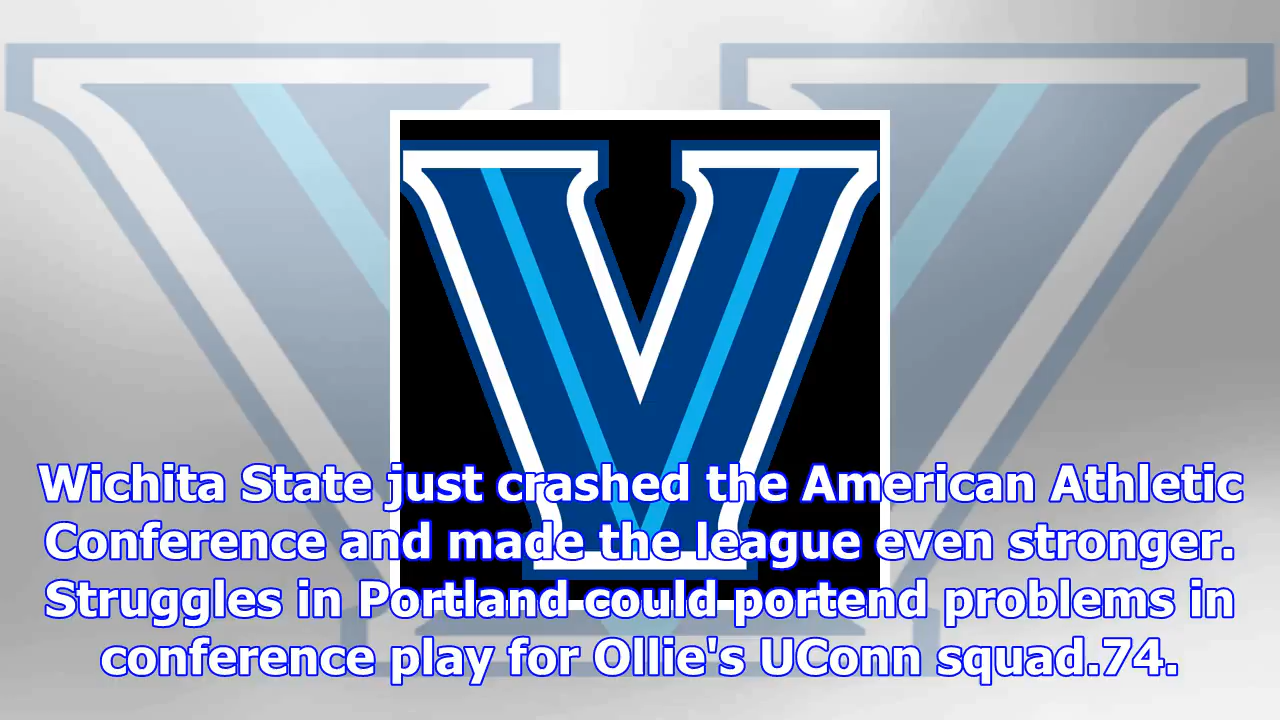 V
Wichita State just crashed the American Athletic
Conference and made the league even stronger.
Struggles in Portland could portend problems in
conference play for Ollie's UConn squad.74.